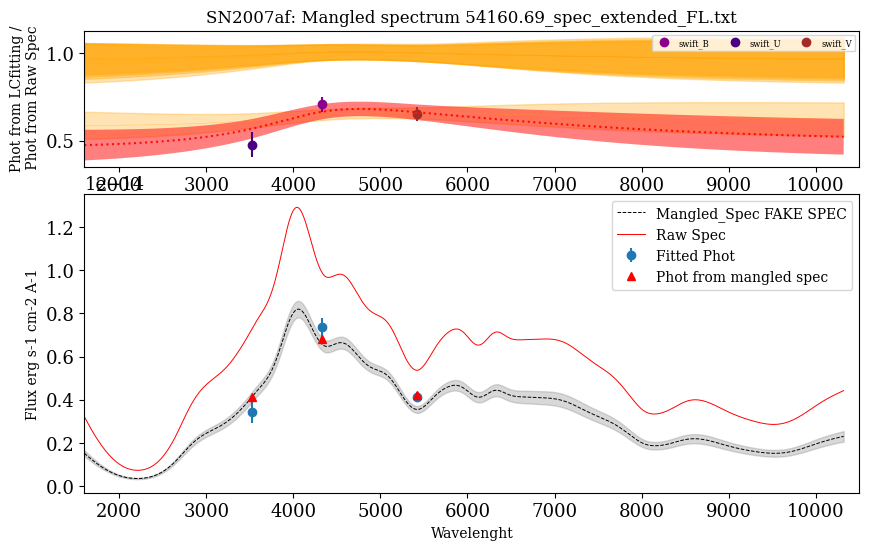 SN2007af: Mangled spectrum 54160.69_spec_extended_FL.txt
Phot from LCfitting /
Phot from Raw Spec
1.0
0.5
swift_B
swift_U
swift_V
2000 3000 4000 5000 6000 7000 8000 9000 10000
1e−14
Flux erg s-1 cm-2 A-1
1.2
1.0
0.8
0.6
0.4
0.2
0.0
Mangled_Spec FAKE SPEC
Raw Spec
Fitted Phot
Phot from mangled spec
2000 3000 4000 5000 6000 7000 8000 9000 10000
Wavelenght